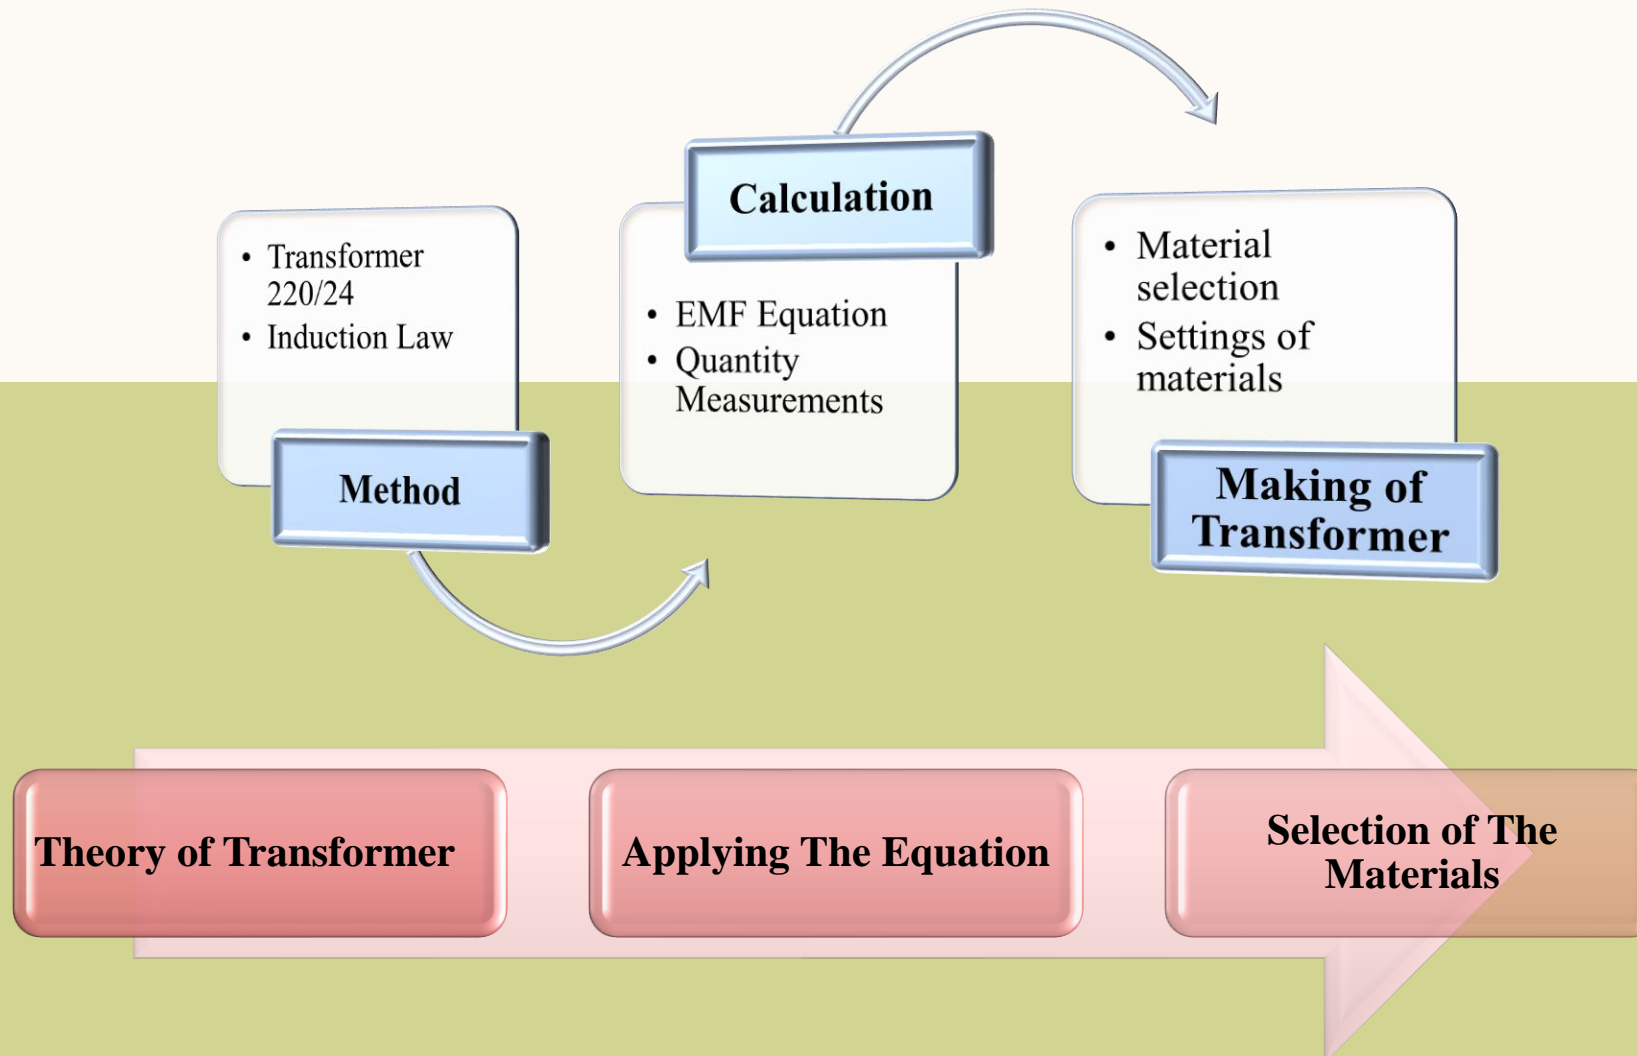 • Transformer
220/24
• Induction Law
Method
Calculation
• EMF Equation
• Quantity
Measurements
• Material
selection
• Settings of
materials
Making of
Transformer
Theory of Transformer
Applying The Equation
Selection of The
Materials